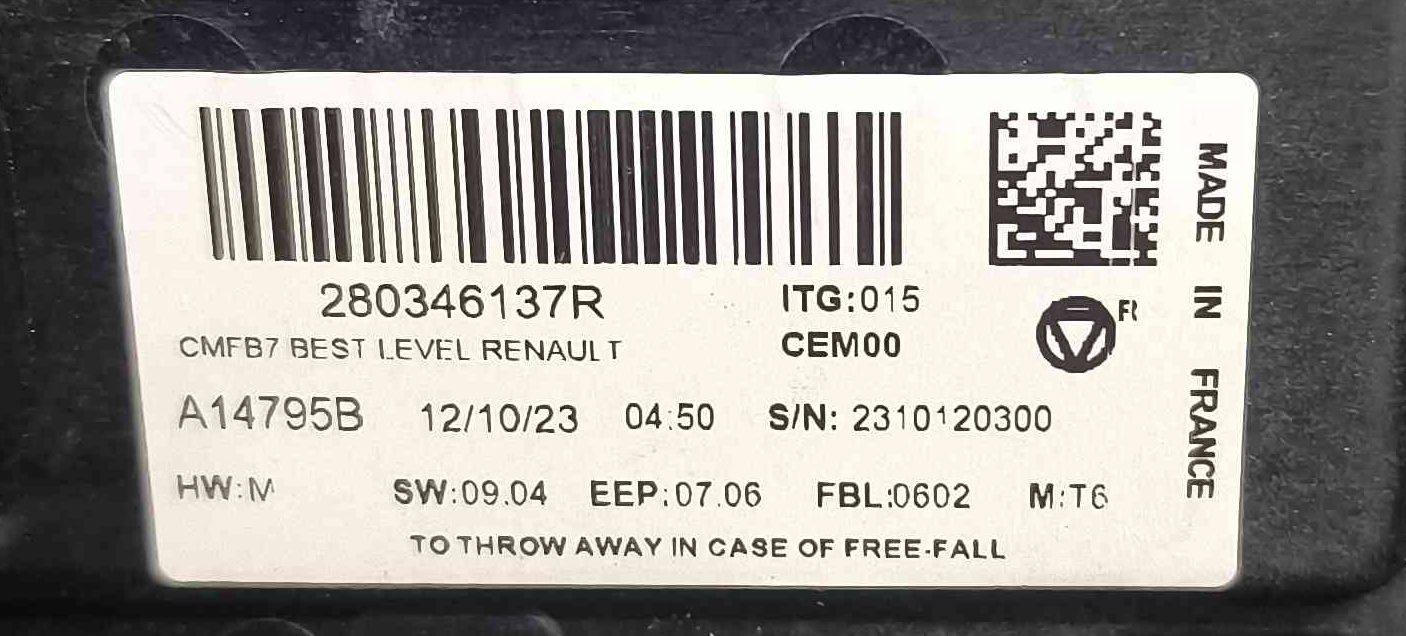 280346137R
ITG:015
CMFB7 BEST LEVEL RENAULT
CEM00
A14795B 12/10/23 04:50 S/N: 2310120300
HW:M SW:09.04 EEP:07.06 FBL:0602 M:T6
TO THROW AWAY IN CASE OF FREE-FALL
MADE IN FRANCE